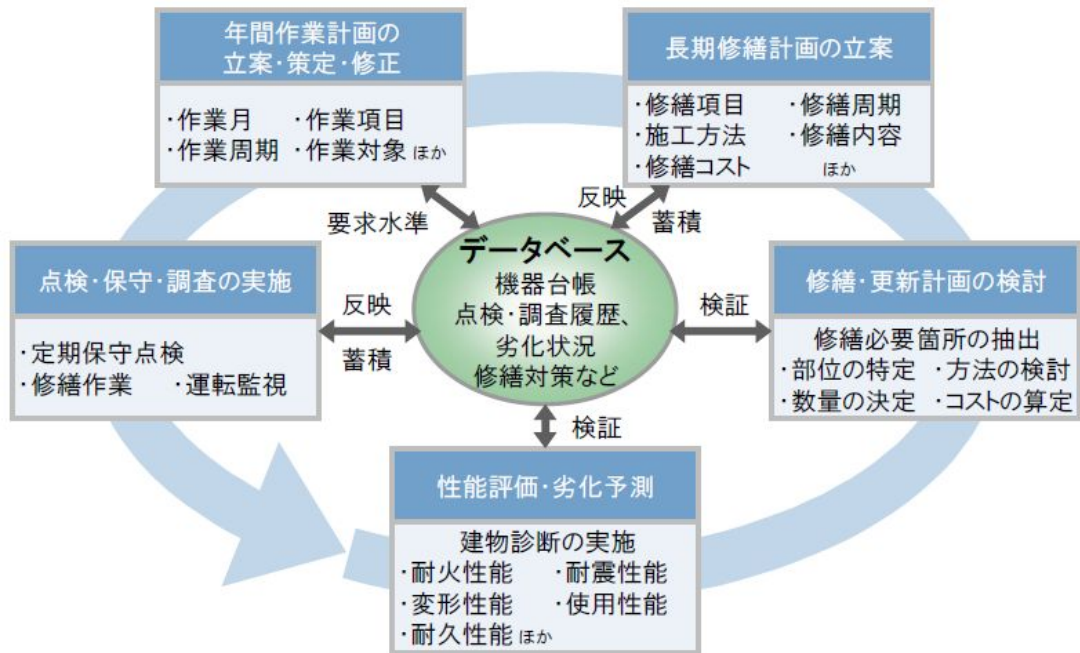 年間作業計画の
立案・策定・修正
・作業月 ・作業項目
・作業周期 ・作業対象 ほか
長期修繕計画の立案
・修繕項目 ・修繕周期
・施工方法 ・修繕内容
・修繕コスト ほか
要求水準
反映
蓄積
データベース
機器台帳
点検・調査履歴、
劣化状況
修繕対策など
点検・保守・調査の実施
・定期保守点検
・修繕作業 ・運転監視
反映
蓄積
検証
修繕・更新計画の検討
修繕必要箇所の抽出
・部位の特定 ・方法の検討
・数量の決定 ・コストの算定
検証
性能評価・劣化予測
建物診断の実施
・耐火性能 ・耐震性能
・変形性能 ・使用性能
・耐久性能 ほか